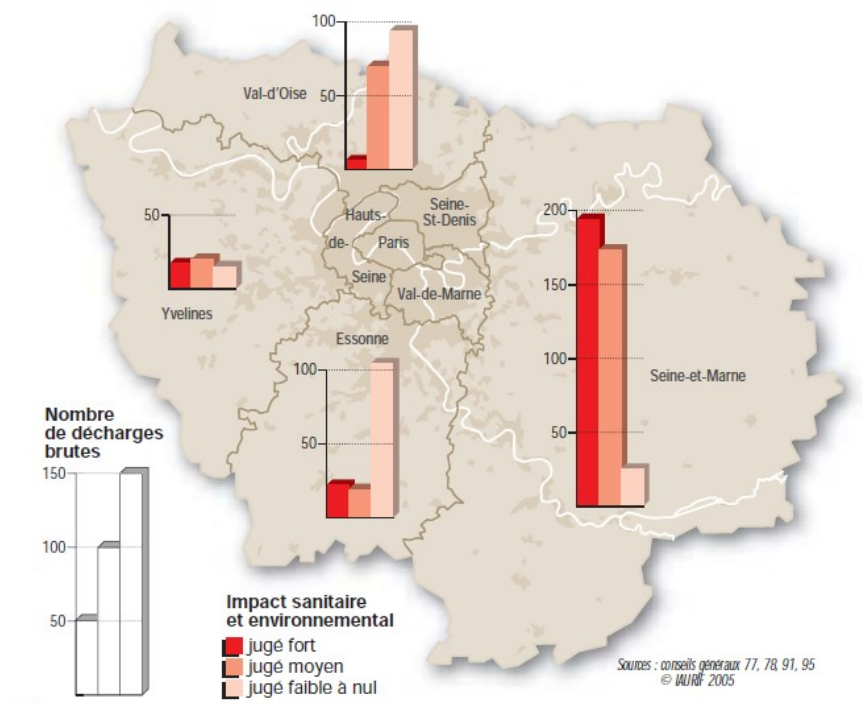 100
50
Val-d'Oise
Hauts-
de-
Seine
Paris
Seine-
St-Denis
Val-de-Marne
50
Yvelines
200
150
100
50
Seine-et-Marne
Essonne
100
50
Nombre
de décharges
brutes
150
100
50
Impact sanitaire
et environnemental
jugé fort
jugé moyen
jugé faible à nul
Sources : conseils généraux 77, 78, 91, 95
© IAURIF 2005